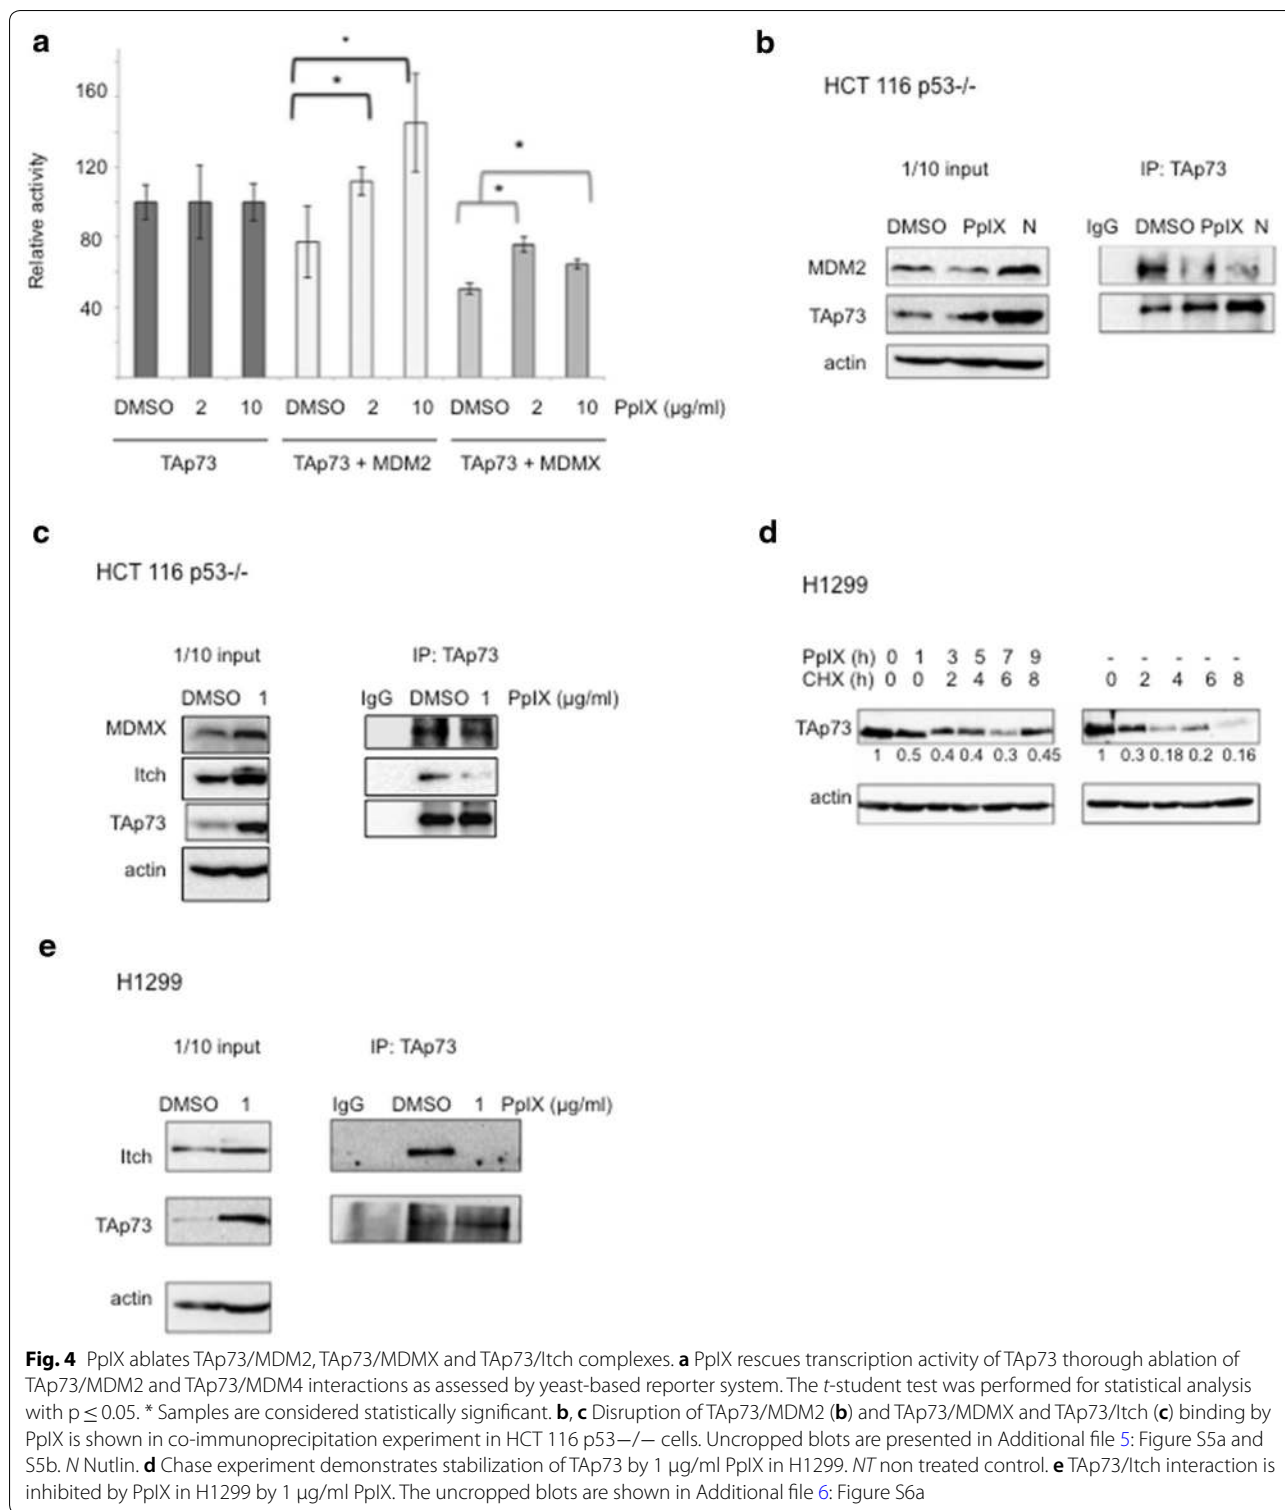 a
160
120
80
40
Relative activity
*
*
*
*
DMSO 2 10 DMSO 2 10 DMSO 2 10 PpIX (µg/ml)
TAp73 TAp73 + MDM2 TAp73 + MDMX
b
HCT 116 p53-/-
1/10 input IP: TAp73
DMSO PpIX N IgG DMSO PpIX N
MDM2
TAp73
actin
c
HCT 116 p53-/-
1/10 input IP: TAp73
DMSO 1 IgG DMSO 1 PpIX (µg/ml)
MDMX
Itch
TAp73
actin
d
H1299
PpIX (h) 0 1 3 5 7 9 - - - - -
CHX (h) 0 0 2 4 6 8 0 2 4 6 8
TAp73
1 0.5 0.4 0.4 0.3 0.45 1 0.3 0.18 0.2 0.16
actin
e
H1299
1/10 input IP: TAp73
DMSO 1 IgG DMSO 1 PpIX (µg/ml)
Itch
TAp73
actin
Fig. 4 PpIX ablates TAp73/MDM2, TAp73/MDMX and TAp73/Itch complexes. a PpIX rescues transcription activity of TAp73 thorough ablation of
TAp73/MDM2 and TAp73/MDM4 interactions as assessed by yeast-based reporter system. The t-student test was performed for statistical analysis
with p ≤ 0.05. * Samples are considered statistically significant. b, c Disruption of TAp73/MDM2 (b) and TAp73/MDMX and TAp73/Itch (c) binding by
PpIX is shown in co-immunoprecipitation experiment in HCT 116 p53−/− cells. Uncropped blots are presented in Additional file 5: Figure S5a and
S5b. N Nutlin. d Chase experiment demonstrates stabilization of TAp73 by 1 µg/ml PpIX in H1299. NT non treated control. e TAp73/Itch interaction is
inhibited by PpIX in H1299 by 1 µg/ml PpIX. The uncropped blots are shown in Additional file 6: Figure S6a